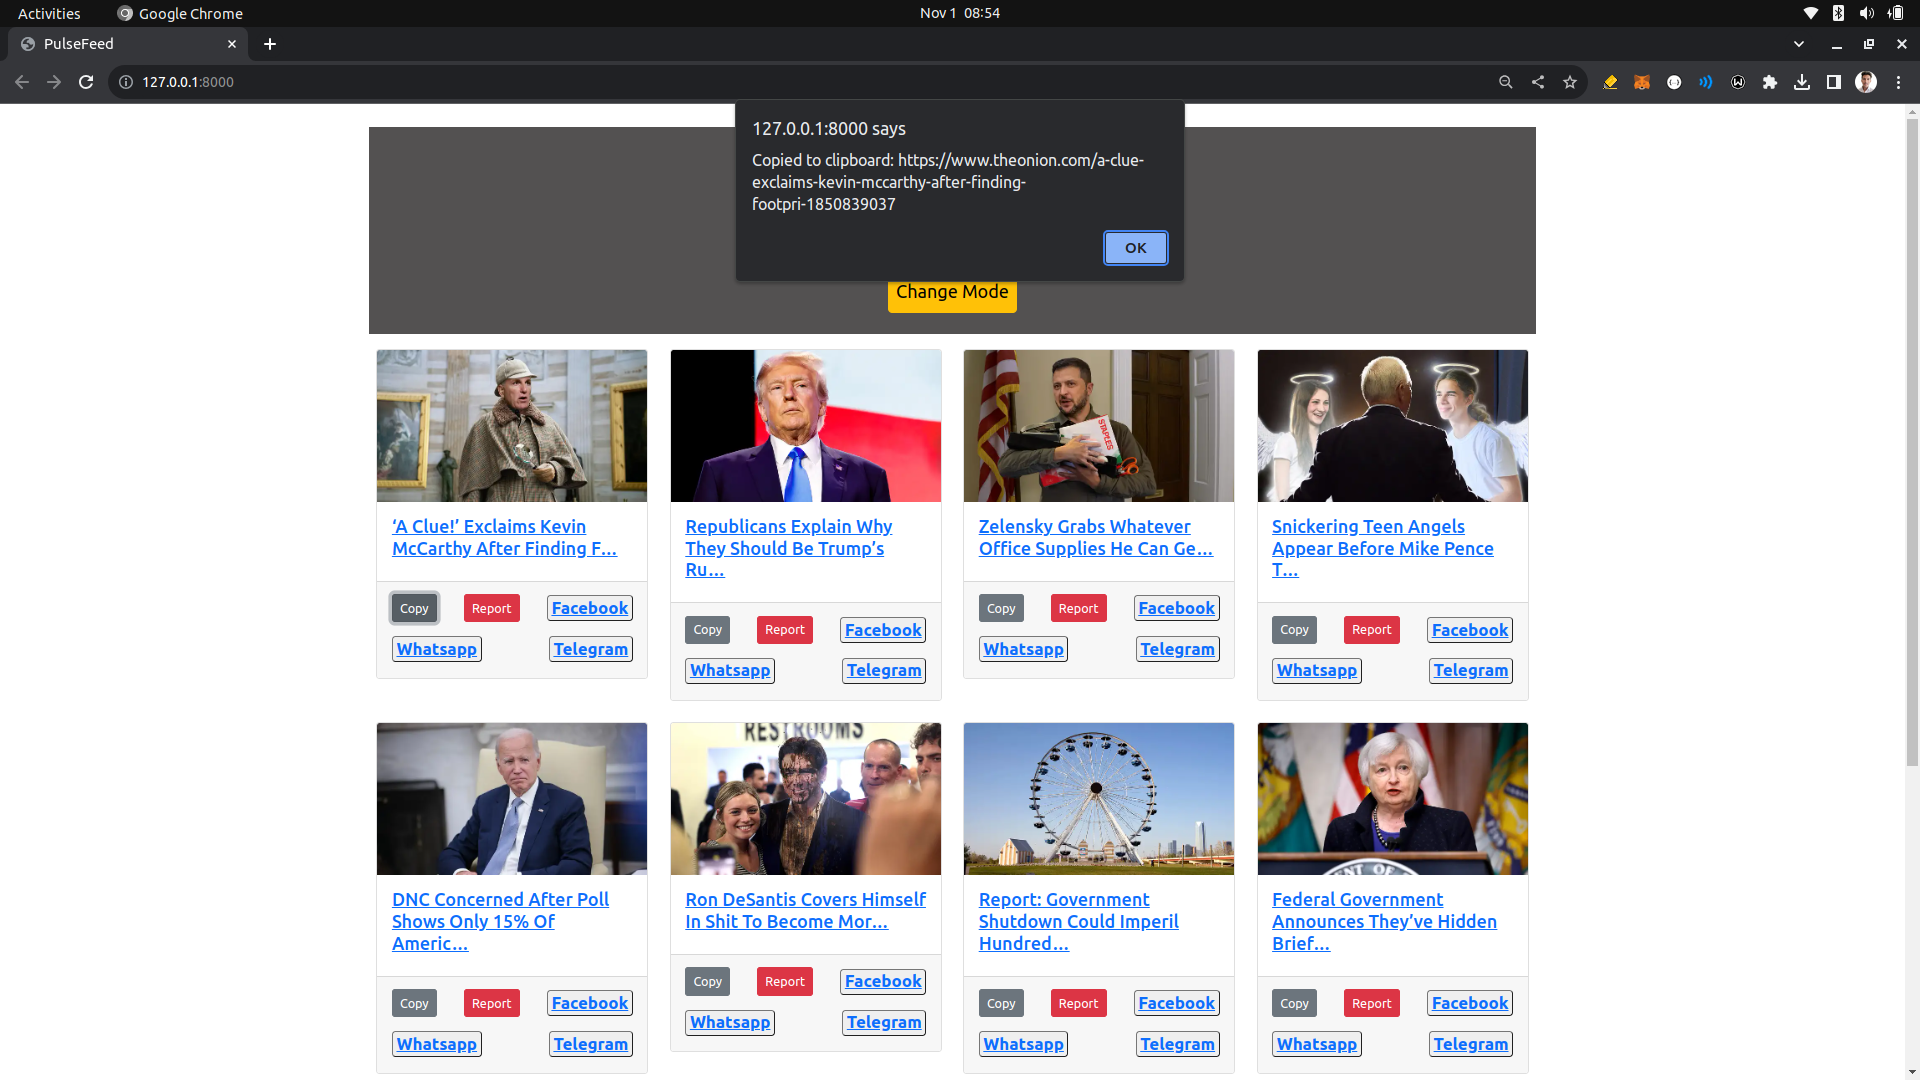 Activities
Google Chrome
Nov 1 08:54
PulseFeed
127.0.0.1:8000
127.0.0.1:8000 says
Copied to clipboard: https://www.theonion.com/a-clue-
exclaims-kevin-mccarthy-after-finding-
footpri-1850839037
OK
Change Mode
STAPLES
‘A Clue!’ Exclaims Kevin
McCarthy After Finding F...
Copy Report Facebook
Whatsapp Telegram
Republicans Explain Why
They Should Be Trump’s
Ru...
Copy Report Facebook
Whatsapp Telegram
Zelensky Grabs Whatever
Office Supplies He Can Ge...
Copy Report Facebook
Whatsapp Telegram
Snickering Teen Angels
Appear Before Mike Pence
T...
Copy Report Facebook
Whatsapp Telegram
DNC Concerned After Poll
Shows Only 15% Of
Americ...
Copy Report Facebook
Whatsapp Telegram
RESTROOMS
Ron DeSantis Covers Himself
In Shit To Become Mor...
Copy Report Facebook
Whatsapp Telegram
Report: Government
Shutdown Could Imperil
Hundred...
Copy Report Facebook
Whatsapp Telegram
ENT OF
Federal Government
Announces They’ve Hidden
Brief...
Copy Report Facebook
Whatsapp Telegram